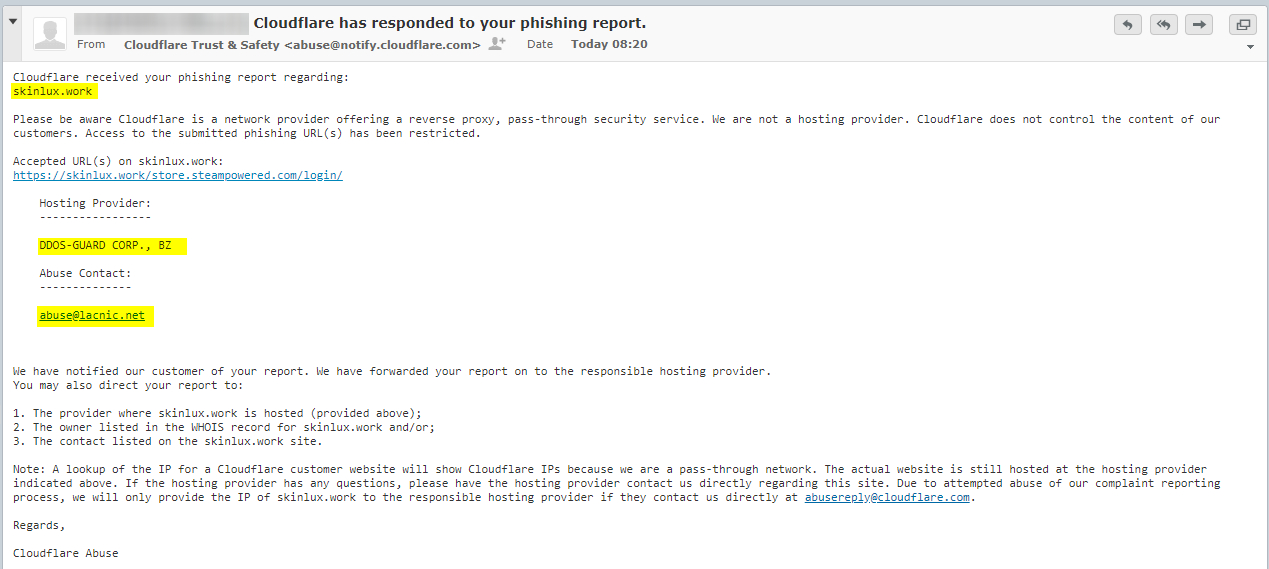 Cloudflare has responded to your phishing report.
From Cloudflare Trust & Safety <abuse@notify.cloudflare.com> Date Today 08:20
Cloudflare received your phishing report regarding:
skinlux.work
Please be aware Cloudflare is a network provider offering a reverse proxy, pass-through security service. We are not a hosting provider. Cloudflare does not control the content of our
customers. Access to the submitted phishing URL(s) has been restricted.
Accepted URL(s) on skinlux.work:
https://skinlux.work/store.steampowered.com/login/
Hosting Provider:
-----------------
DDOS-GUARD CORP., BZ
Abuse Contact:
--------------
abuse@lacnic.net
We have notified our customer of your report. We have forwarded your report on to the responsible hosting provider.
You may also direct your report to:
1. The provider where skinlux.work is hosted (provided above);
2. The owner listed in the WHOIS record for skinlux.work and/or;
3. The contact listed on the skinlux.work site.
Note: A lookup of the IP for a Cloudflare customer website will show Cloudflare IPs because we are a pass-through network. The actual website is still hosted at the hosting provider
indicated above. If the hosting provider has any questions, please have the hosting provider contact us directly regarding this site. Due to attempted abuse of our complaint reporting
process, we will only provide the IP of skinlux.work to the responsible hosting provider if they contact us directly at abusereply@cloudflare.com.
Regards,
Cloudflare Abuse